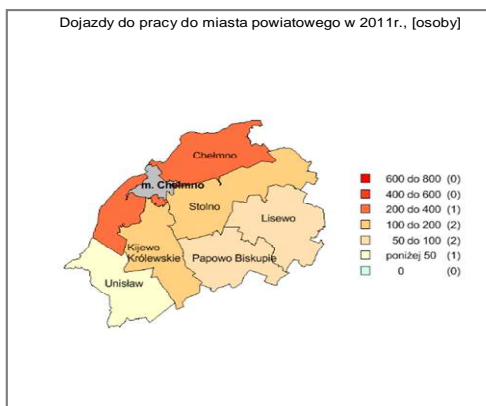 Dojazdy do pracy do miasta powiatowego w 2011r., [osoby]
Chełmno
m. Chełmno
Stolno
Lisewo
Kijewo
Królewskie
Papowo Biskupie
Unisław
600 do 800 (0)
400 do 600 (0)
200 do 400 (1)
100 do 200 (2)
50 do 100 (2)
poniżej 50 (1)
0 (0)